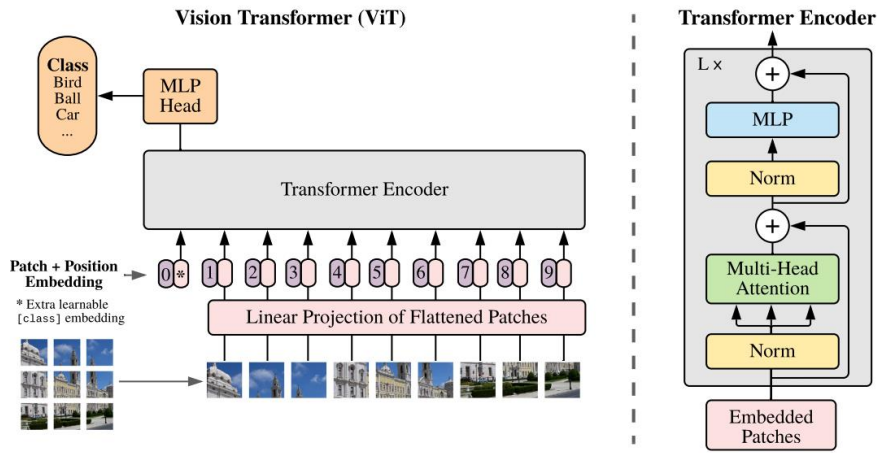 Vision Transformer (ViT)
Class
Bird
Ball
Car
...
MLP
Head
Transformer Encoder
Patch + Position
Embedding
0 * 1 2 3 4 5 6 7 8 9
* Extra learnable
[class] embedding
Linear Projection of Flattened Patches
Transformer Encoder
L ×
+
MLP
Norm
+
Multi-Head
Attention
Norm
Embedded
Patches